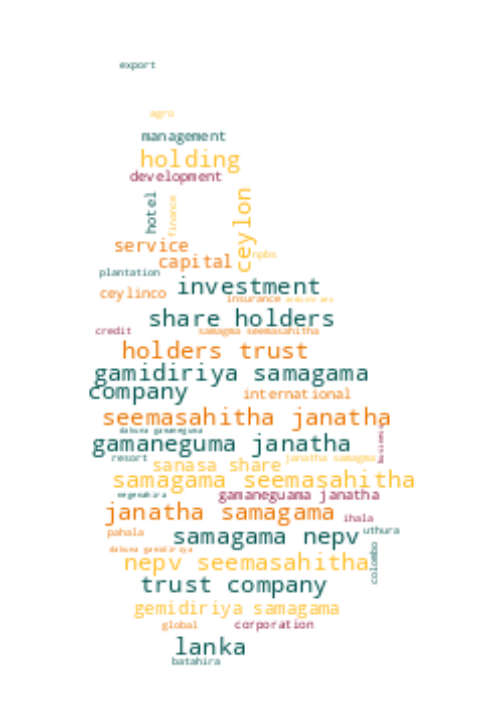 export
agro
management
holding
development
hotel
finance
ceylon
service
npbs
capital
plantation
investment
ceylinco
insurance
share holders
credit
samagma seemasahitha
holders trust
gamidiriya samagama
company
international
seemasahitha janatha
dakuna gamaneguma
business
gamaneguma janatha
resort
janatha samagma
sanasa share
samagama seemasahitha
negenahira
gamaneguama janatha
janatha samagama
ihala
pahala
uthura
samagama nepv
colombo
dakuna gamidiriya
nepv seemasahitha
trust company
gemidiriya samagama
global
corporation
lanka
batahira